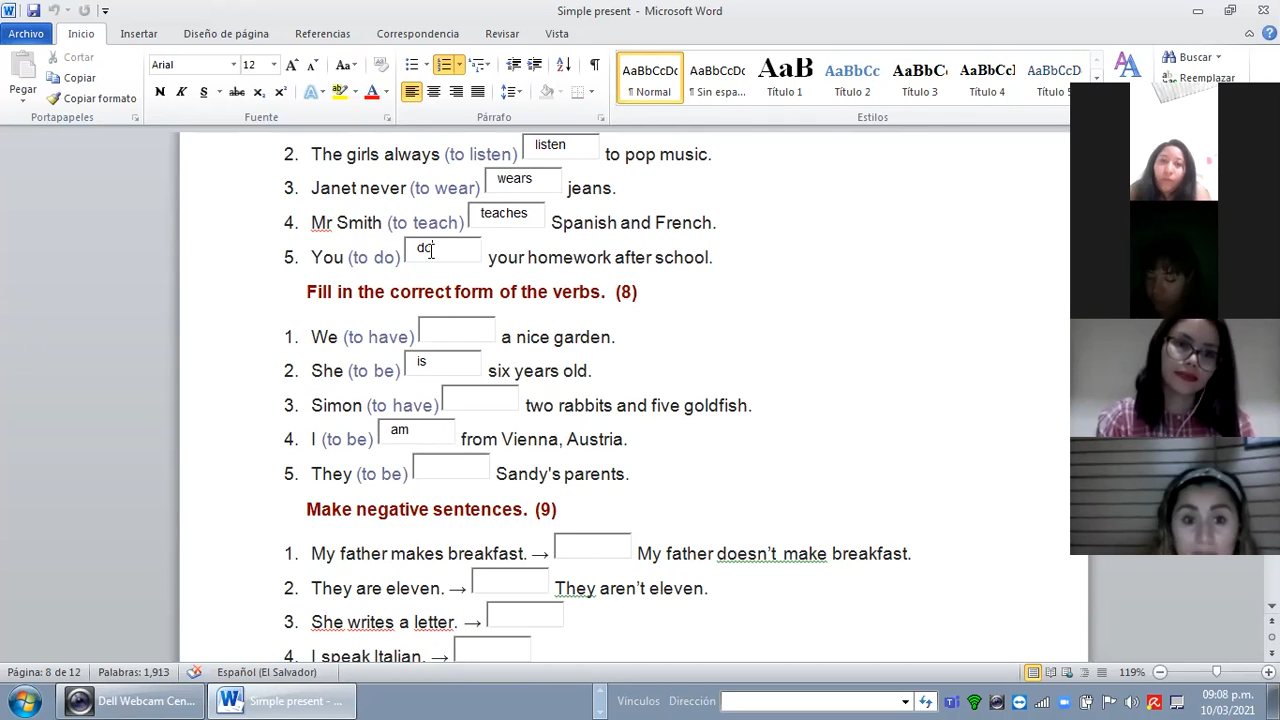 Simple present - Microsoft Word
Archivo Inicio Insertar Diseño de página Referencias Correspondencia Revisar Vista
Pegar
Cortar
Copiar
Copiar formato
Portapapeles
Arial 12
N K S abc x₂ x²
Fuente
Párrafo
AaBbCcDc AaBbCcDc AaB AaBbCc AaBbCc AaBbCc AaBbCcD
¶ Normal ¶ Sin espa... Título 1 Título 2 Título 3 Título 4
Estilos
Buscar
Reemplazar
2. The girls always (to listen) listen to pop music.
3. Janet never (to wear) wears jeans.
4. Mr Smith (to teach) teaches Spanish and French.
5. You (to do) do your homework after school.
Fill in the correct form of the verbs. (8)
1. We (to have) a nice garden.
2. She (to be) is six years old.
3. Simon (to have) two rabbits and five goldfish.
4. I (to be) am from Vienna, Austria.
5. They (to be) Sandy's parents.
Make negative sentences. (9)
1. My father makes breakfast. → My father doesn't make breakfast.
2. They are eleven. → They aren't eleven.
3. She writes a letter. →
4. I speak Italian. →
Página: 8 de 12 Palabras: 1,913 Español (El Salvador) 119%
Dell Webcam Cen... Simple present - ... Vínculos Dirección 09:08 p.m.
10/03/2021